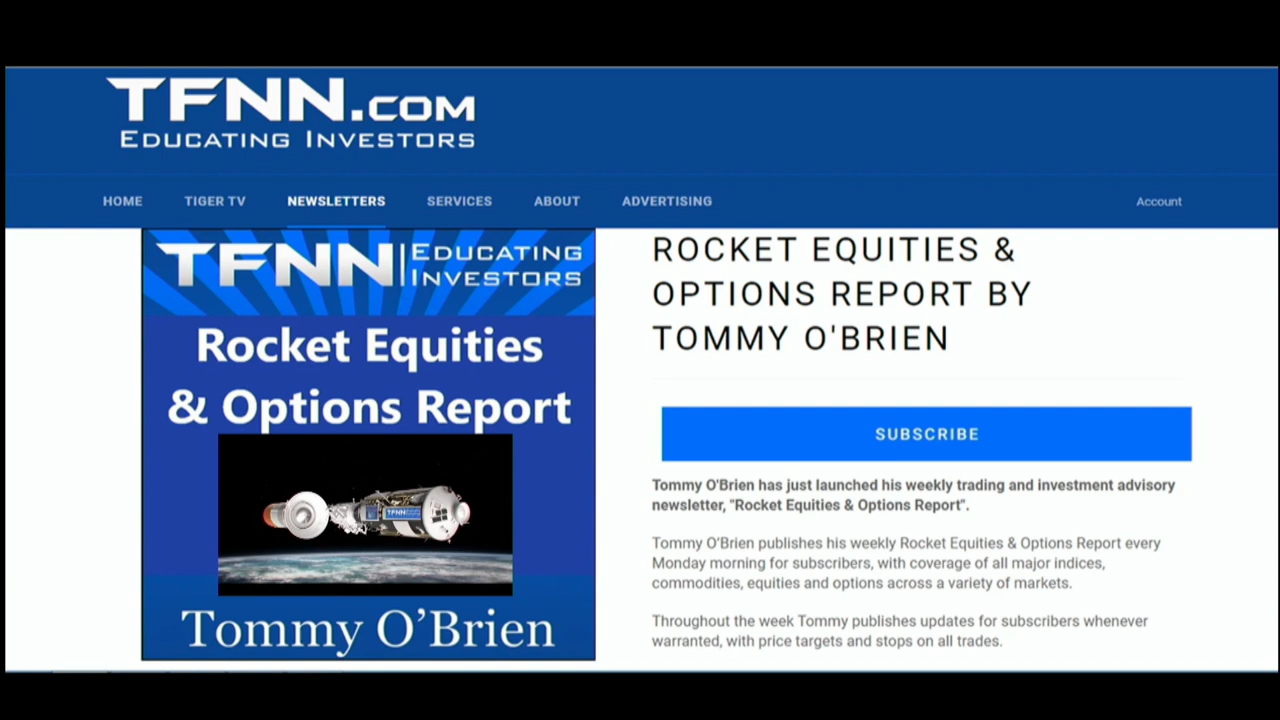 TFNN.COM
EDUCATING INVESTORS
HOME TIGER TV NEWSLETTERS SERVICES ABOUT ADVERTISING Account
TFNN | EDUCATING
INVESTORS
Rocket Equities
& Options Report
TFNN
Tommy O’Brien
ROCKET EQUITIES &
OPTIONS REPORT BY
TOMMY O'BRIEN
SUBSCRIBE
Tommy O'Brien has just launched his weekly trading and investment advisory
newsletter, "Rocket Equities & Options Report".
Tommy O'Brien publishes his weekly Rocket Equities & Options Report every
Monday morning for subscribers, with coverage of all major indices,
commodities, equities and options across a variety of markets.
Throughout the week Tommy publishes updates for subscribers whenever
warranted, with price targets and stops on all trades.